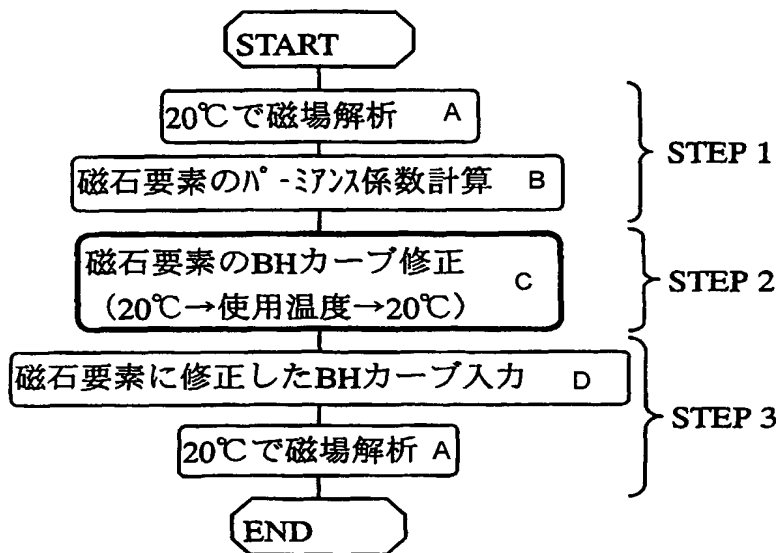 START
20℃で磁場解析 A
STEP 1
磁石要素のパ-ミアンス係数計算 B
磁石要素のBHカーブ修正
(20℃→使用温度→20℃) C
STEP 2
磁石要素に修正したBHカーブ入力 D
STEP 3
20℃で磁場解析 A
END